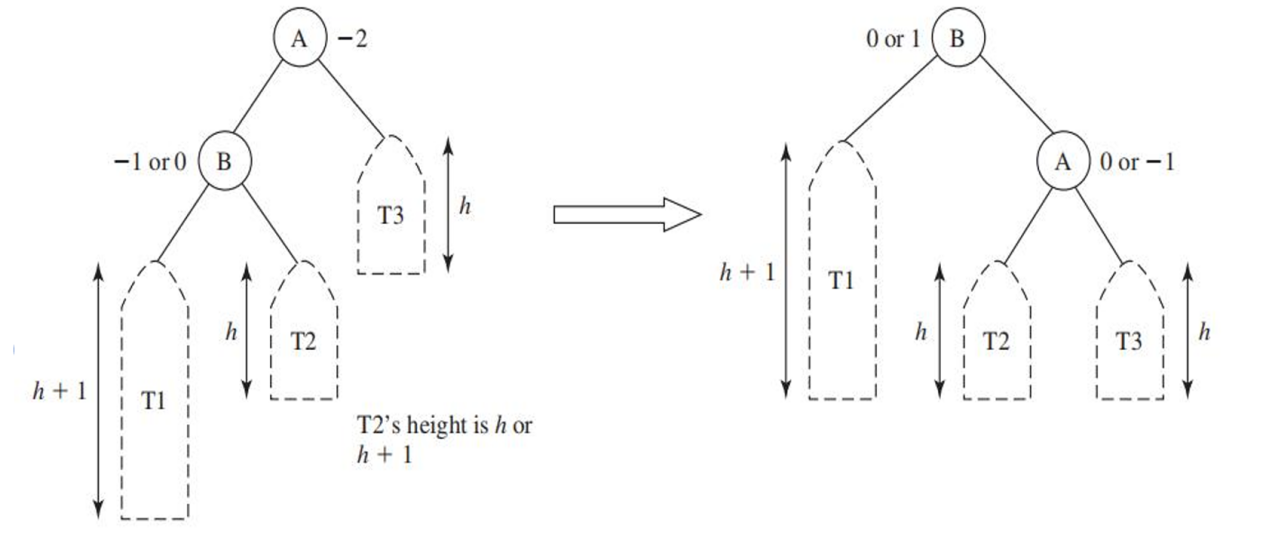 A −2
0 or 1 B
−1 or 0 B
A 0 or −1
T3
h
h + 1
T1
h
T2
h
T2
T3
h
h + 1
T1
T2’s height is h or
h + 1